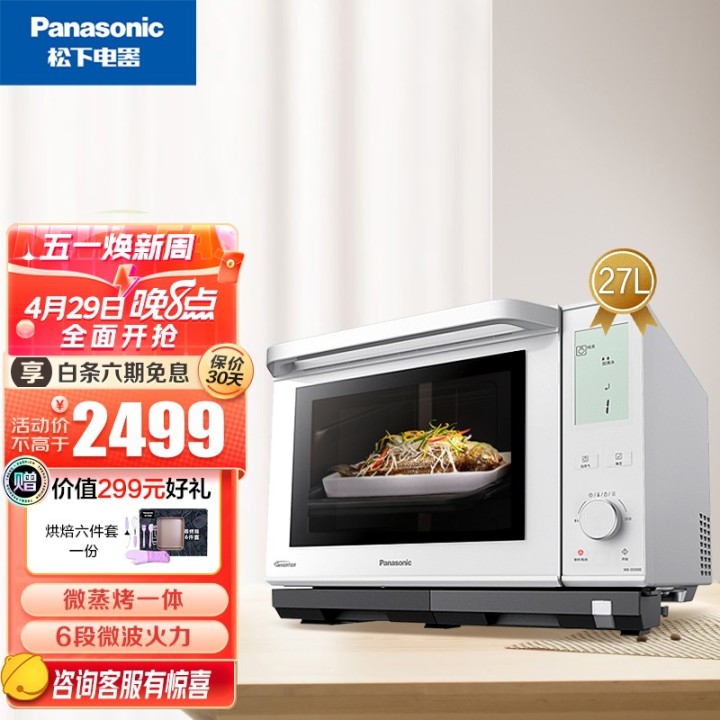 Panasonic
松下电器
五一焕新周
4月29日晚8点
全面开抢
享 白条六期免息
保价
30天
活动价
不高于
¥
2499
赠
价值299元好礼
烘焙六件套
一份
微蒸烤一体
6段微波火力
咨询客服有惊喜
27L
INVERTER
Panasonic